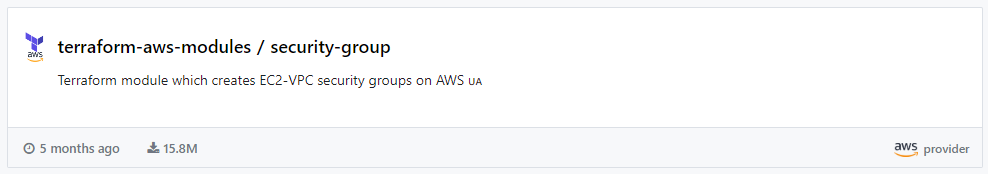 aws
terraform-aws-modules / security-group
Terraform module which creates EC2-VPC security groups on AWS UA
5 months ago
15.8M
aws provider